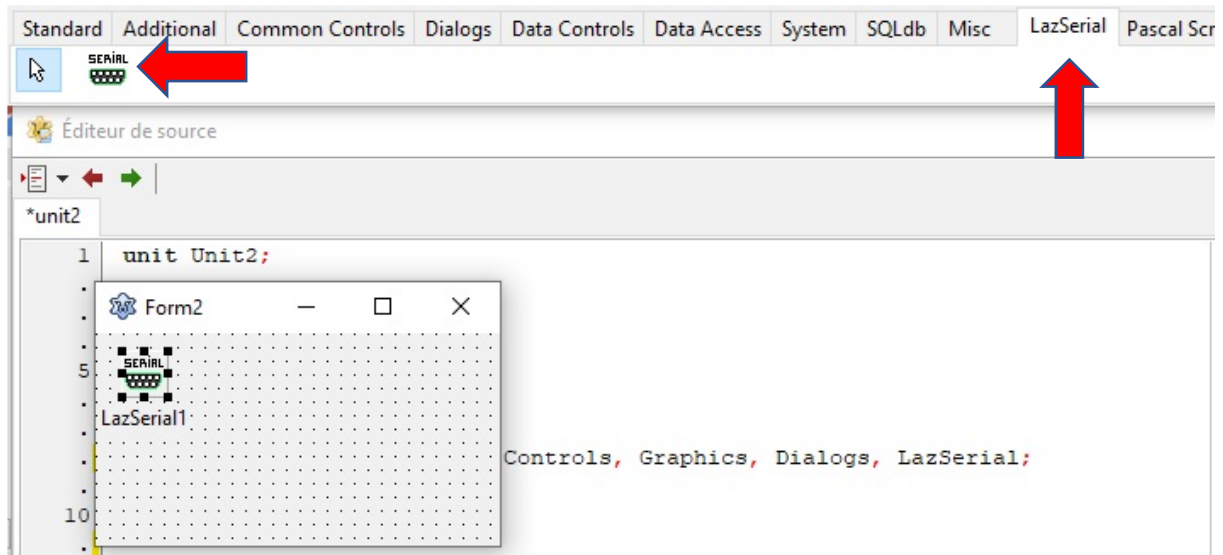 Standard Additional Common Controls Dialogs Data Controls Data Access System SQLdb Misc LazSerial Pascal Scr
SERIAL
Éditeur de source
*unit2
1 unit Unit2;
Form2
SERIAL
5
LazSerial1
Controls, Graphics, Dialogs, LazSerial;
10